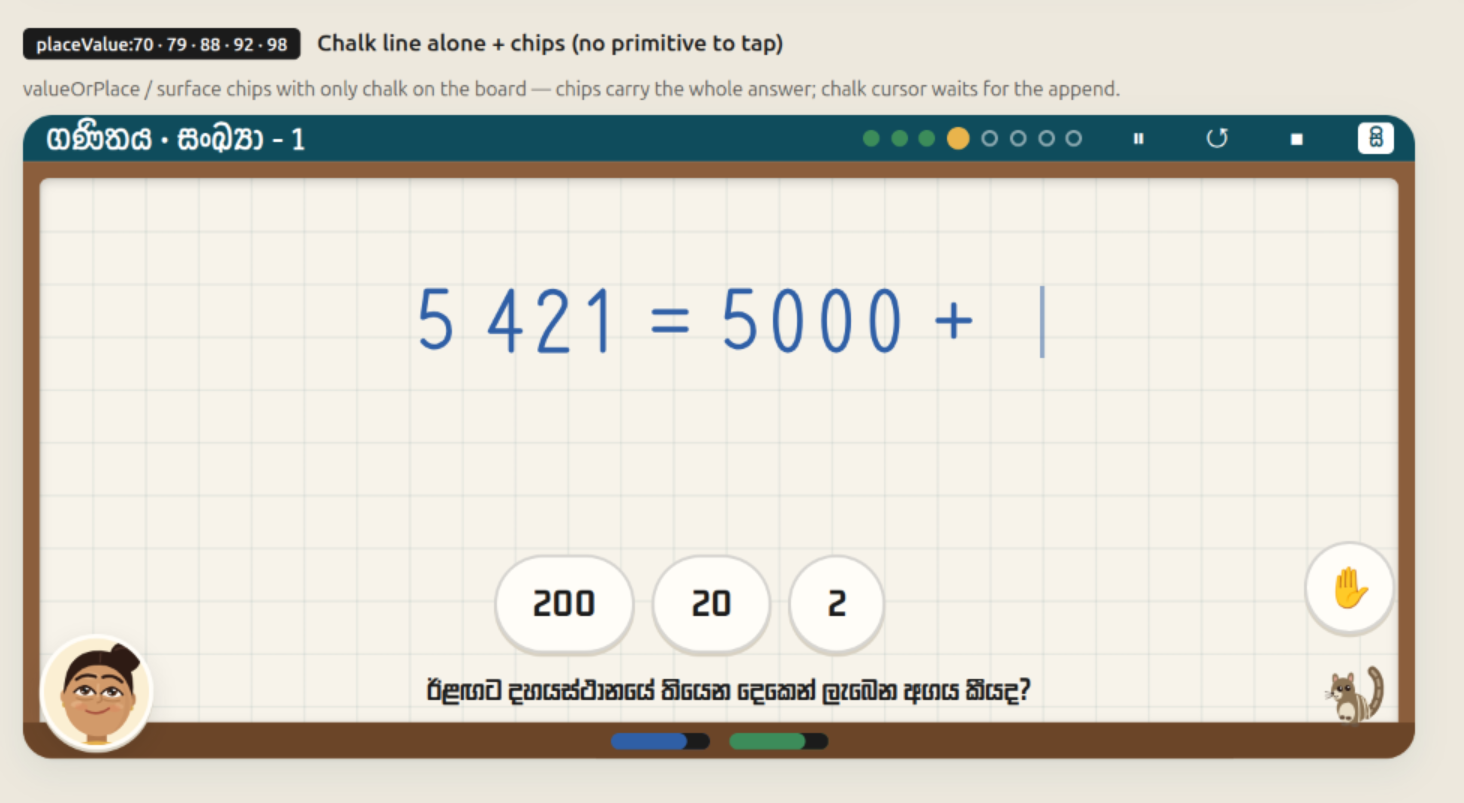 placeValue:70 · 79 · 88 · 92 · 98 Chalk line alone + chips (no primitive to tap)
valueOrPlace / surface chips with only chalk on the board — chips carry the whole answer; chalk cursor waits for the append.
ගණිතය · සංඛ්‍යා - 1 සිං
5 421 = 5000 +
200 20 2
ඊළඟට දහයස්ථානයේ තියෙන දෙකෙන් ලැබෙන අගය කීයද?